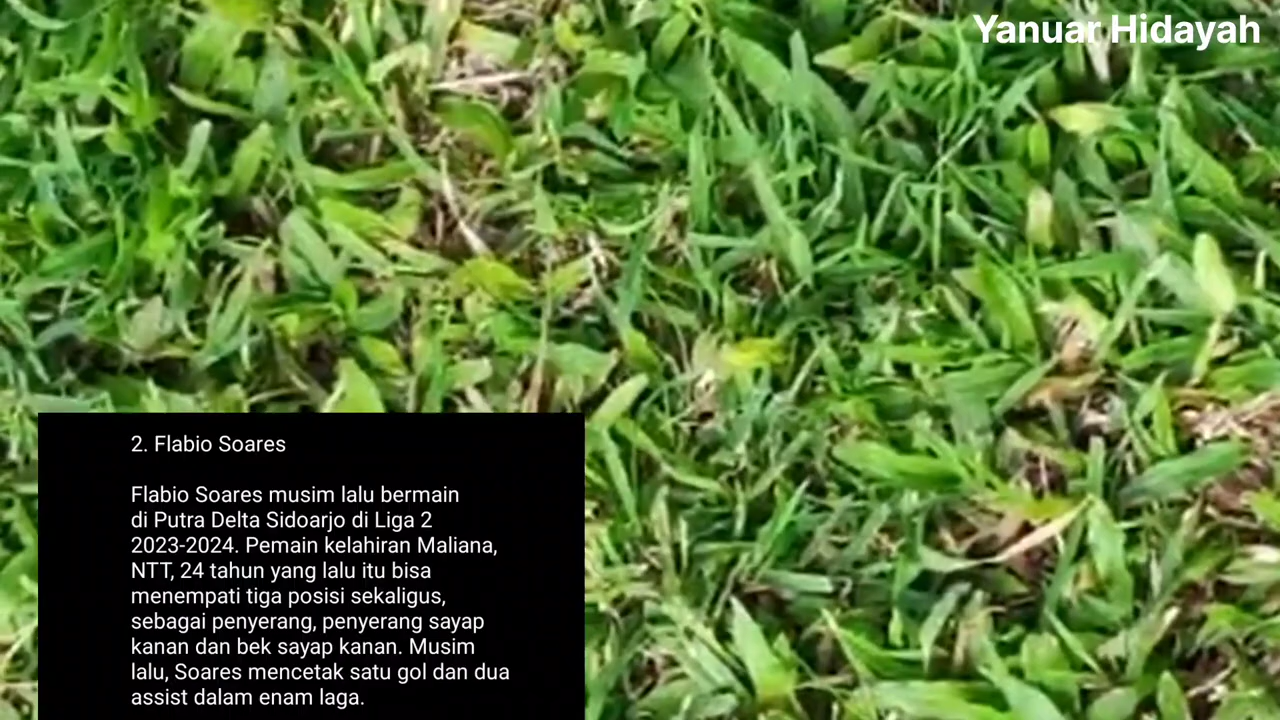 Yanuar Hidayah
2. Flabio Soares
Flabio Soares musim lalu bermain
di Putra Delta Sidoarjo di Liga 2
2023-2024. Pemain kelahiran Maliana,
NTT, 24 tahun yang lalu itu bisa
menempati tiga posisi sekaligus,
sebagai penyerang, penyerang sayap
kanan dan bek sayap kanan. Musim
lalu, Soares mencetak satu gol dan dua
assist dalam enam laga.